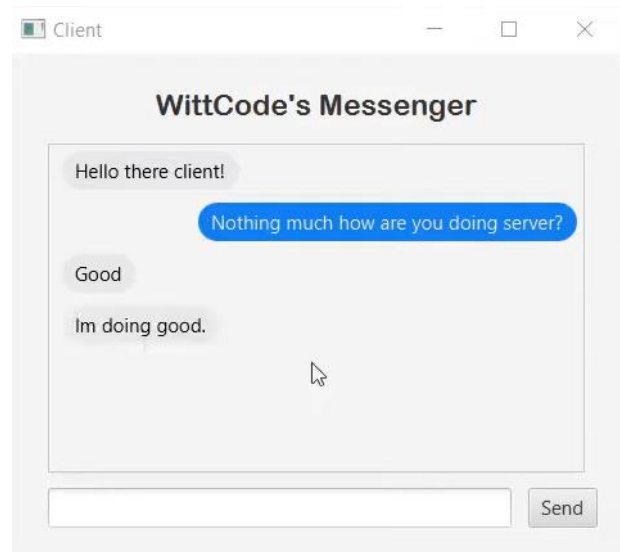 Client
WittCode's Messenger
Hello there client!
Nothing much how are you doing server?
Good
Im doing good.
Send